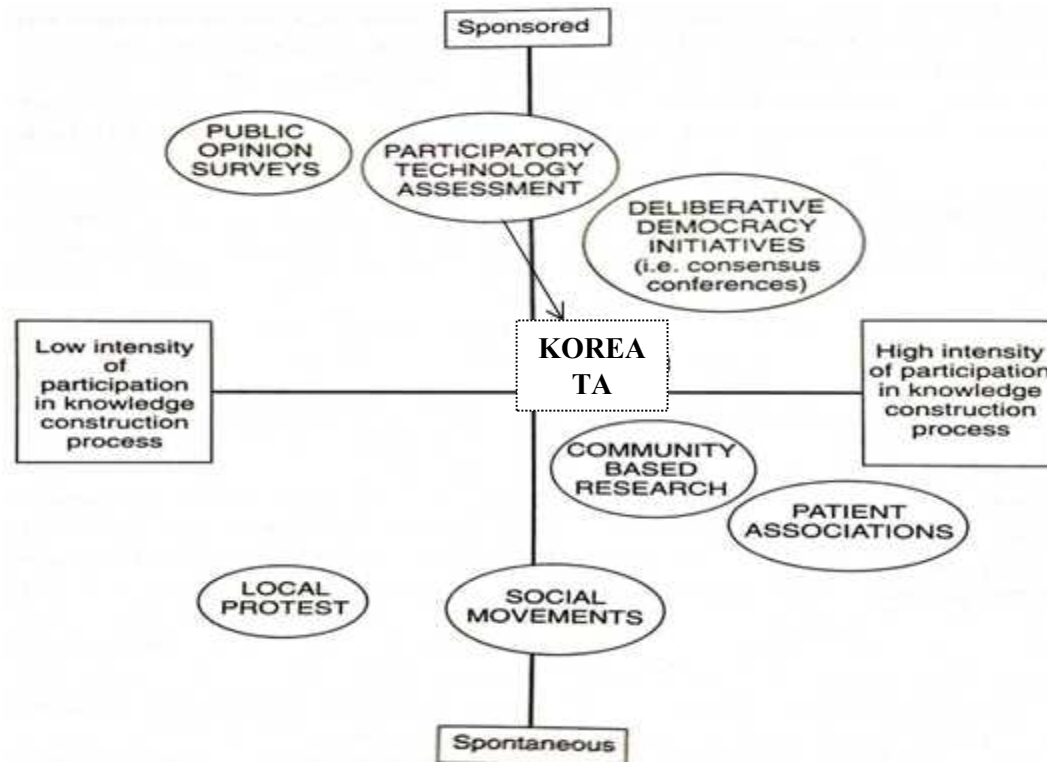 Sponsored
PUBLIC
OPINION
SURVEYS
PARTICIPATORY
TECHNOLOGY
ASSESSMENT
DELIBERATIVE
DEMOCRACY
INITIATIVES
(i.e. consensus
conferences)
Low intensity
of
participation
in knowledge
construction
process
KOREA
TA
High intensity
of participation
in knowledge
construction
process
COMMUNITY
BASED
RESEARCH
PATIENT
ASSOCIATIONS
LOCAL
PROTEST
SOCIAL
MOVEMENTS
Spontaneous